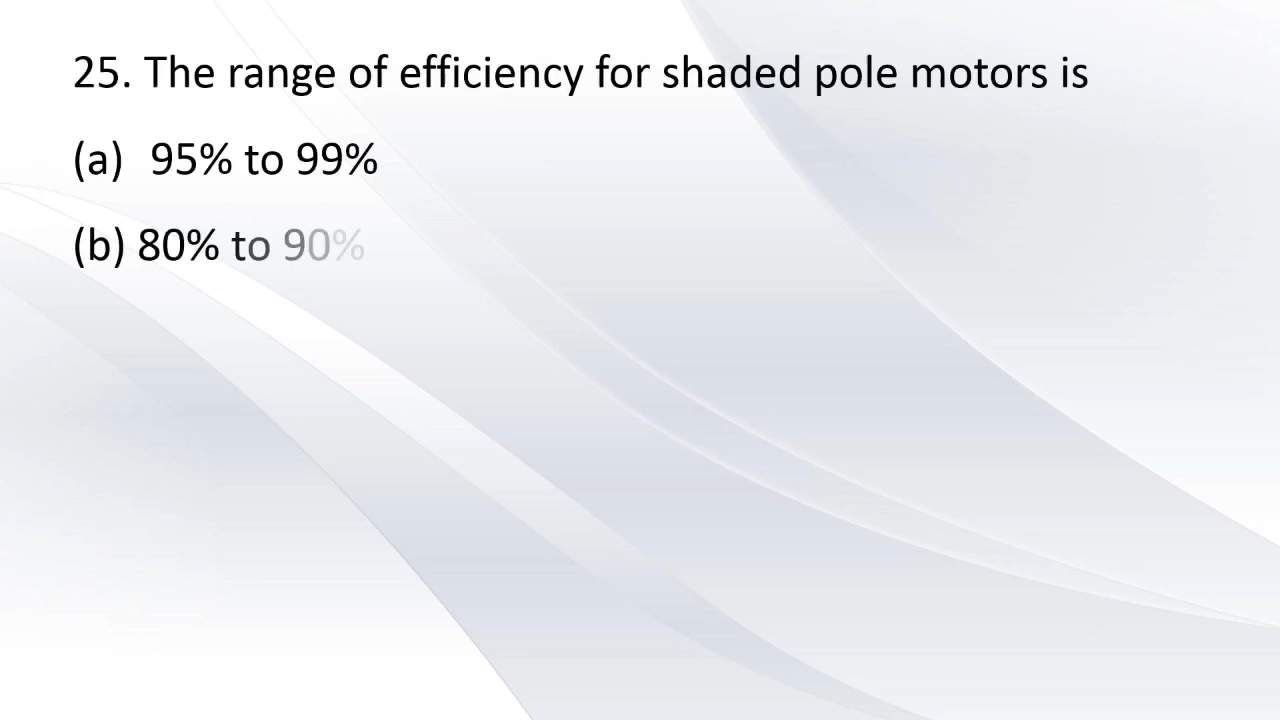 25. The range of efficiency for shaded pole motors is
(a) 95% to 99%
(b) 80% to 90%